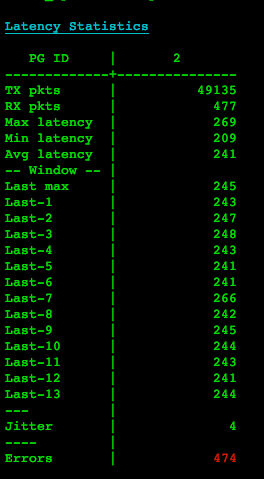 Latency Statistics
PG ID | 2
-------------+----------------
TX pkts | 49135
RX pkts | 477
Max latency | 269
Min latency | 209
Avg latency | 241
-- Window -- |
Last max | 245
Last-1 | 243
Last-2 | 247
Last-3 | 248
Last-4 | 243
Last-5 | 241
Last-6 | 241
Last-7 | 266
Last-8 | 242
Last-9 | 245
Last-10 | 244
Last-11 | 243
Last-12 | 241
Last-13 | 244
--- |
Jitter | 4
---- |
Errors | 474